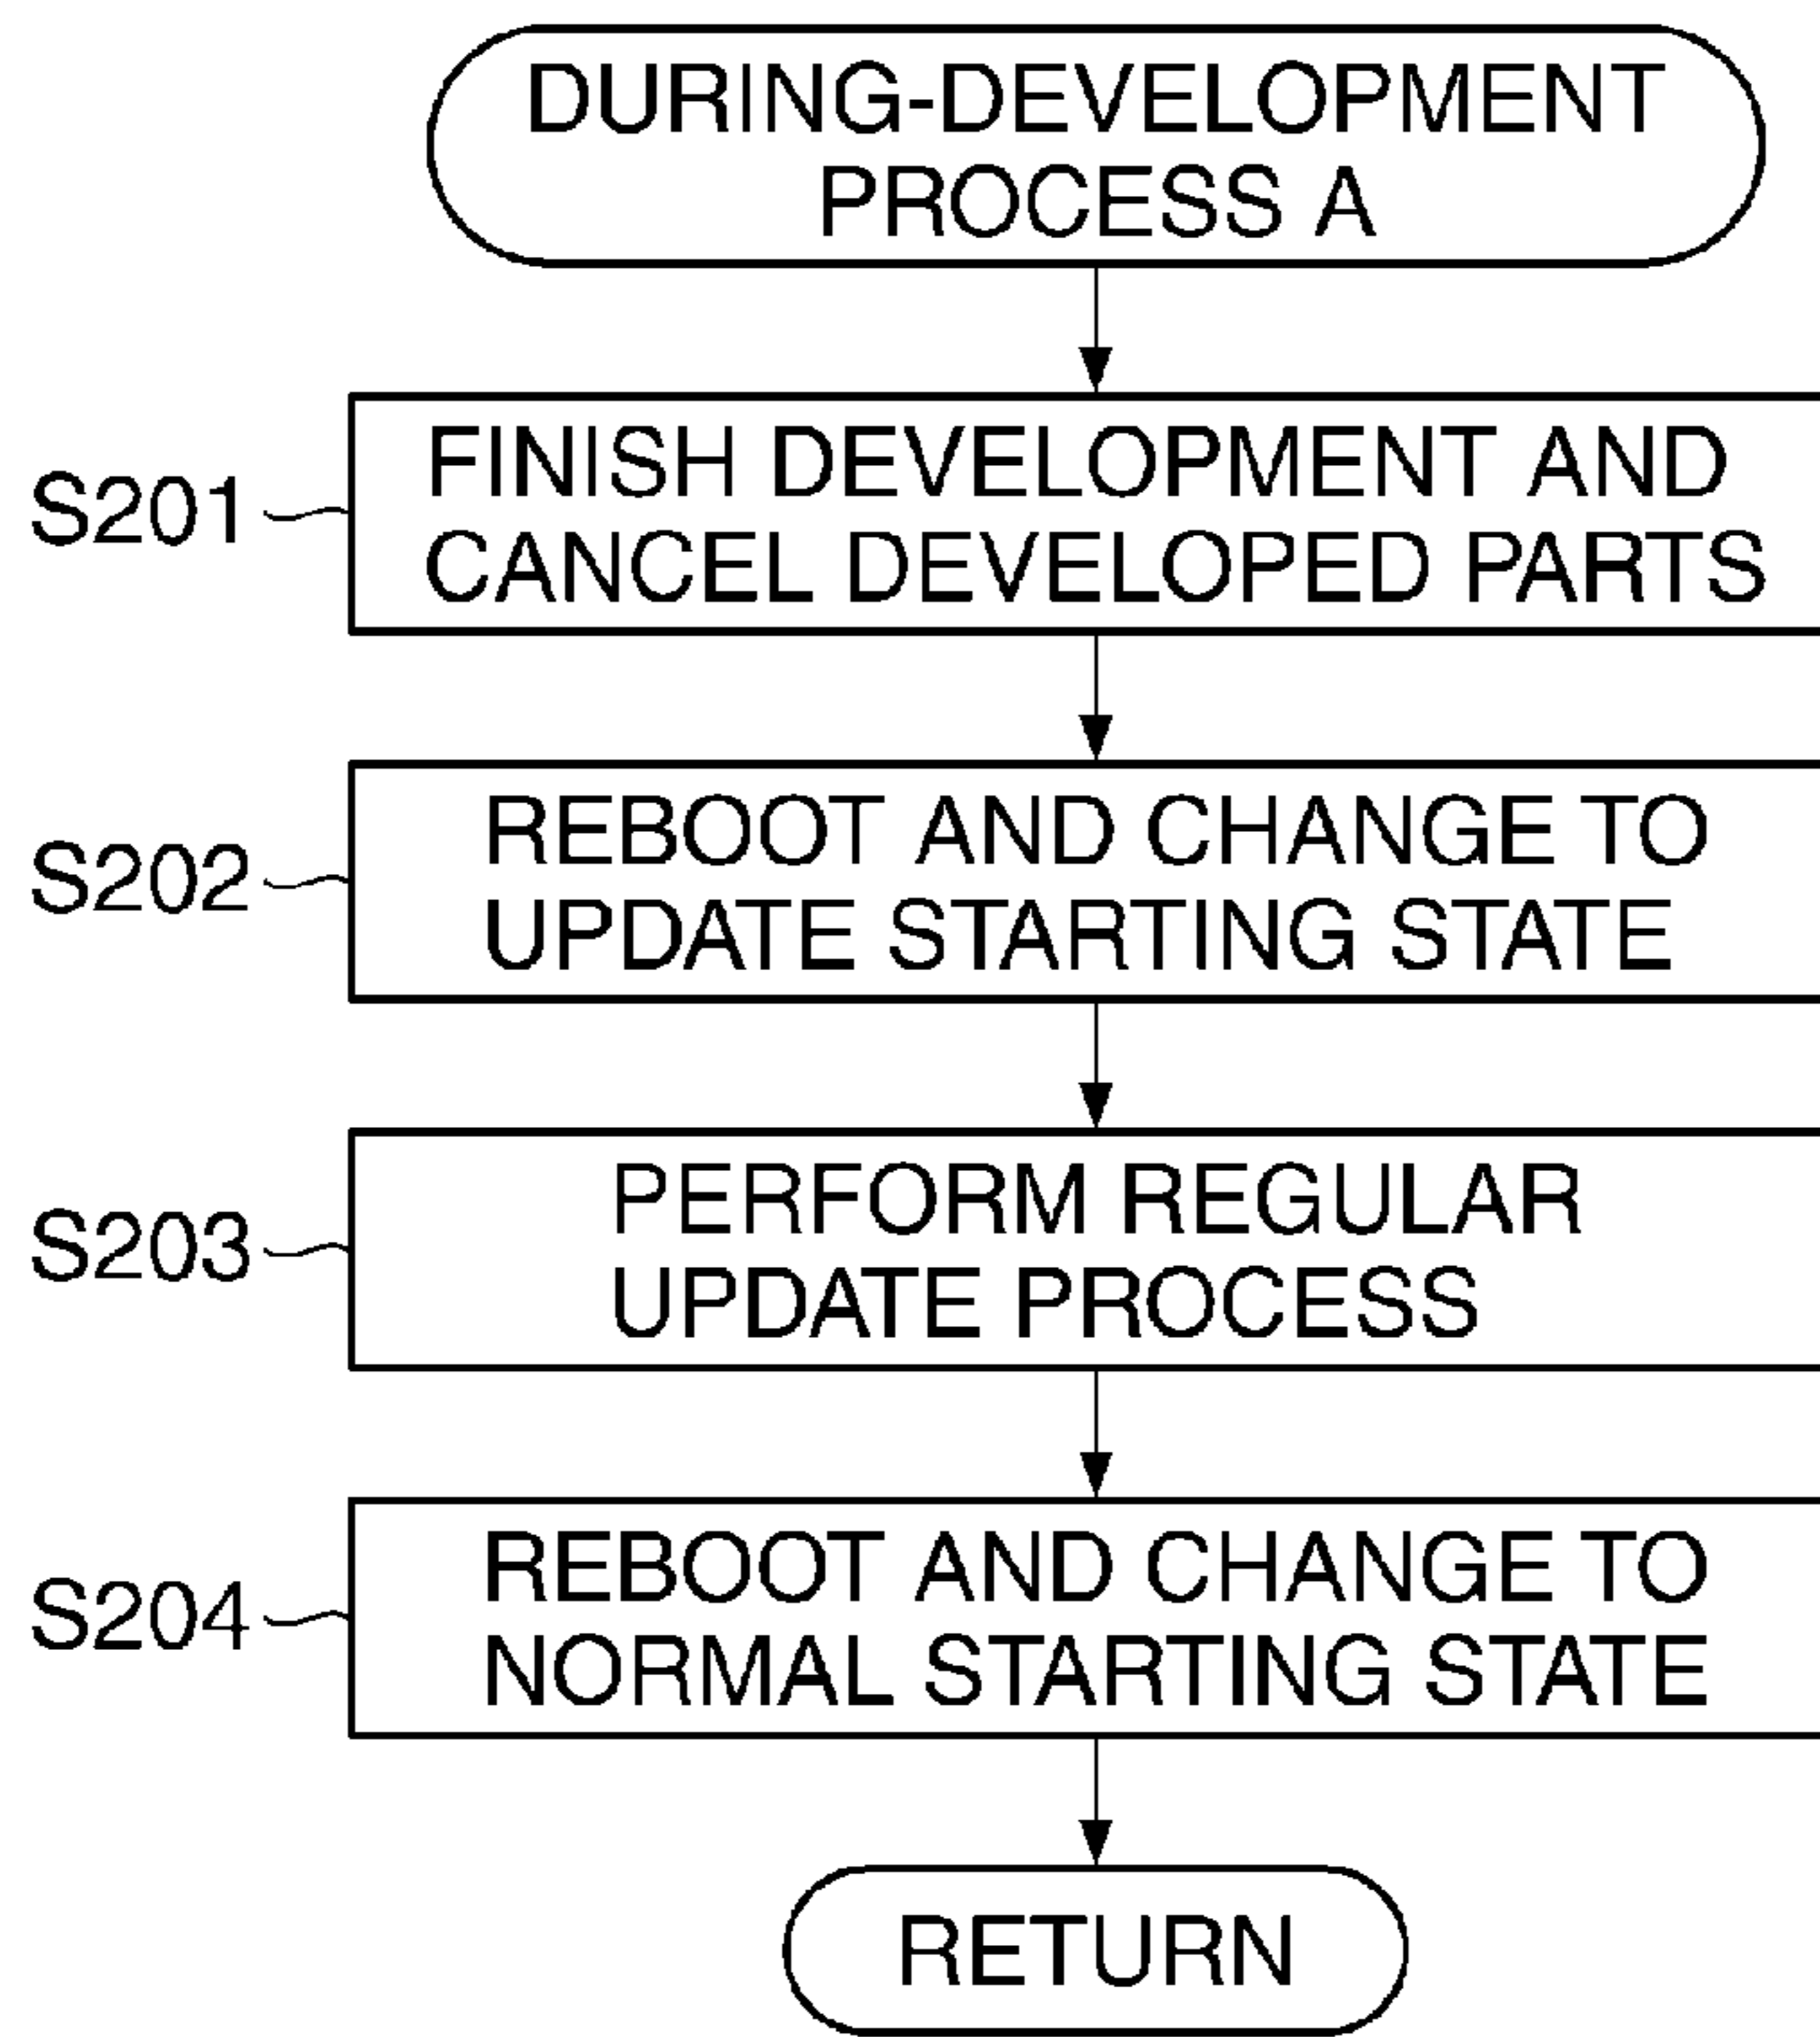 DURING-DEVELOPMENT
PROCESS A
S201
FINISH DEVELOPMENT AND
CANCEL DEVELOPED PARTS
S202
REBOOT AND CHANGE TO
UPDATE STARTING STATE
S203
PERFORM REGULAR
UPDATE PROCESS
S204
REBOOT AND CHANGE TO
NORMAL STARTING STATE
RETURN